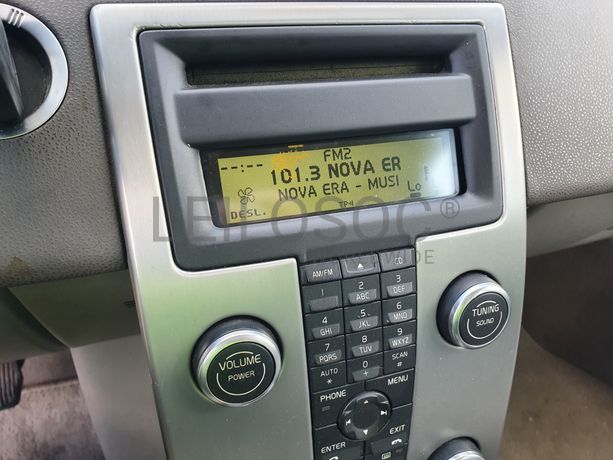 FM2
--:-- 101.3 NOVA ER
NOVA ERA - MUSI Lo
DESL. TP
LEILOSOC®
WORLDWIDE
AM/FM CD
1 2 ABC 3 DEF
4 GHI 5 JKL 6 MNO
7 PQRS 8 TUV 9 WXYZ
AUTO * 0 + SCAN #
PHONE MENU
ENTER EXIT
VOLUME
POWER
TUNING
SOUND